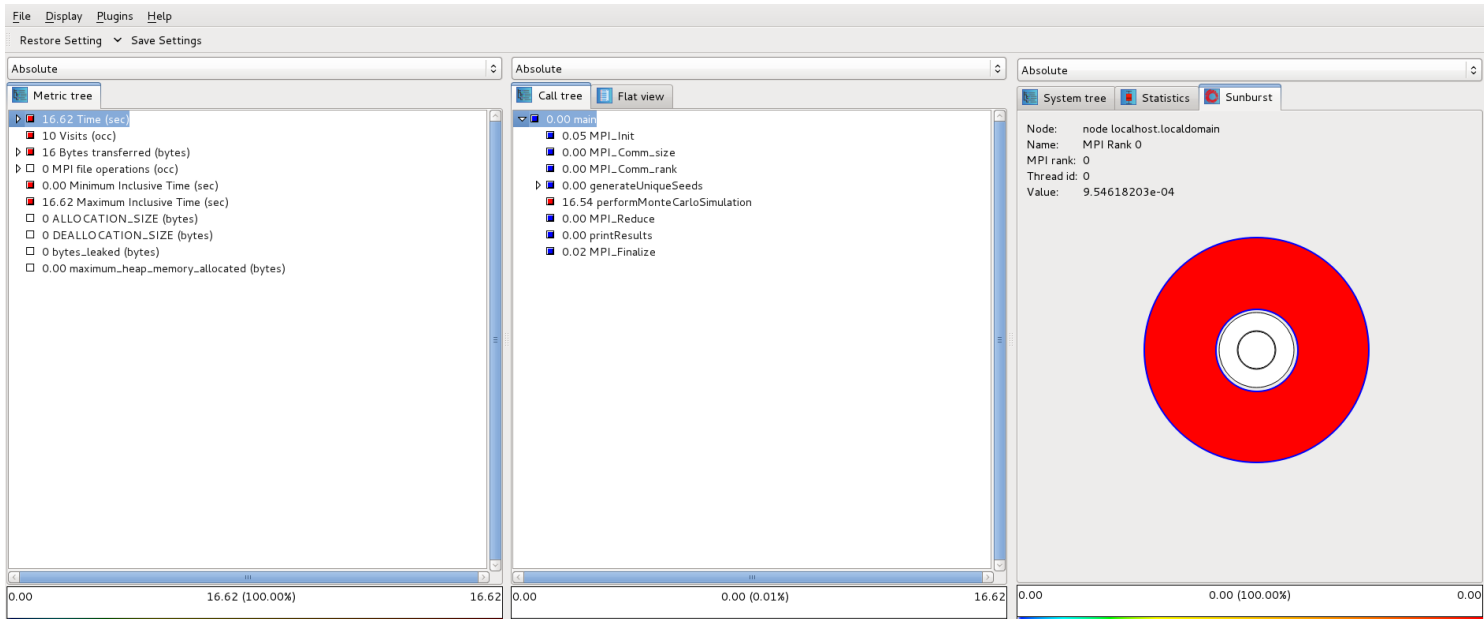 File Display Plugins Help
Restore Setting Save Settings
Absolute
Metric tree
16.62 Time (sec)
10 Visits (occ)
16 Bytes transferred (bytes)
0 MPI file operations (occ)
0.00 Minimum Inclusive Time (sec)
16.62 Maximum Inclusive Time (sec)
0 ALLOCATION_SIZE (bytes)
0 DEALLOCATION_SIZE (bytes)
0 bytes_leaked (bytes)
0.00 maximum_heap_memory_allocated (bytes)
0.00 16.62 (100.00%) 16.62
Absolute
Call tree Flat view
0.00 main
0.05 MPI_Init
0.00 MPI_Comm_size
0.00 MPI_Comm_rank
0.00 generateUniqueSeeds
16.54 performMonteCarloSimulation
0.00 MPI_Reduce
0.00 printResults
0.02 MPI_Finalize
0.00 0.00 (0.01%) 16.62
Absolute
System tree Statistics Sunburst
Node: node localhost.localdomain
Name: MPI Rank 0
MPI rank: 0
Thread id: 0
Value: 9.54618203e-04
0.00 0.00 (100.00%) 0.00